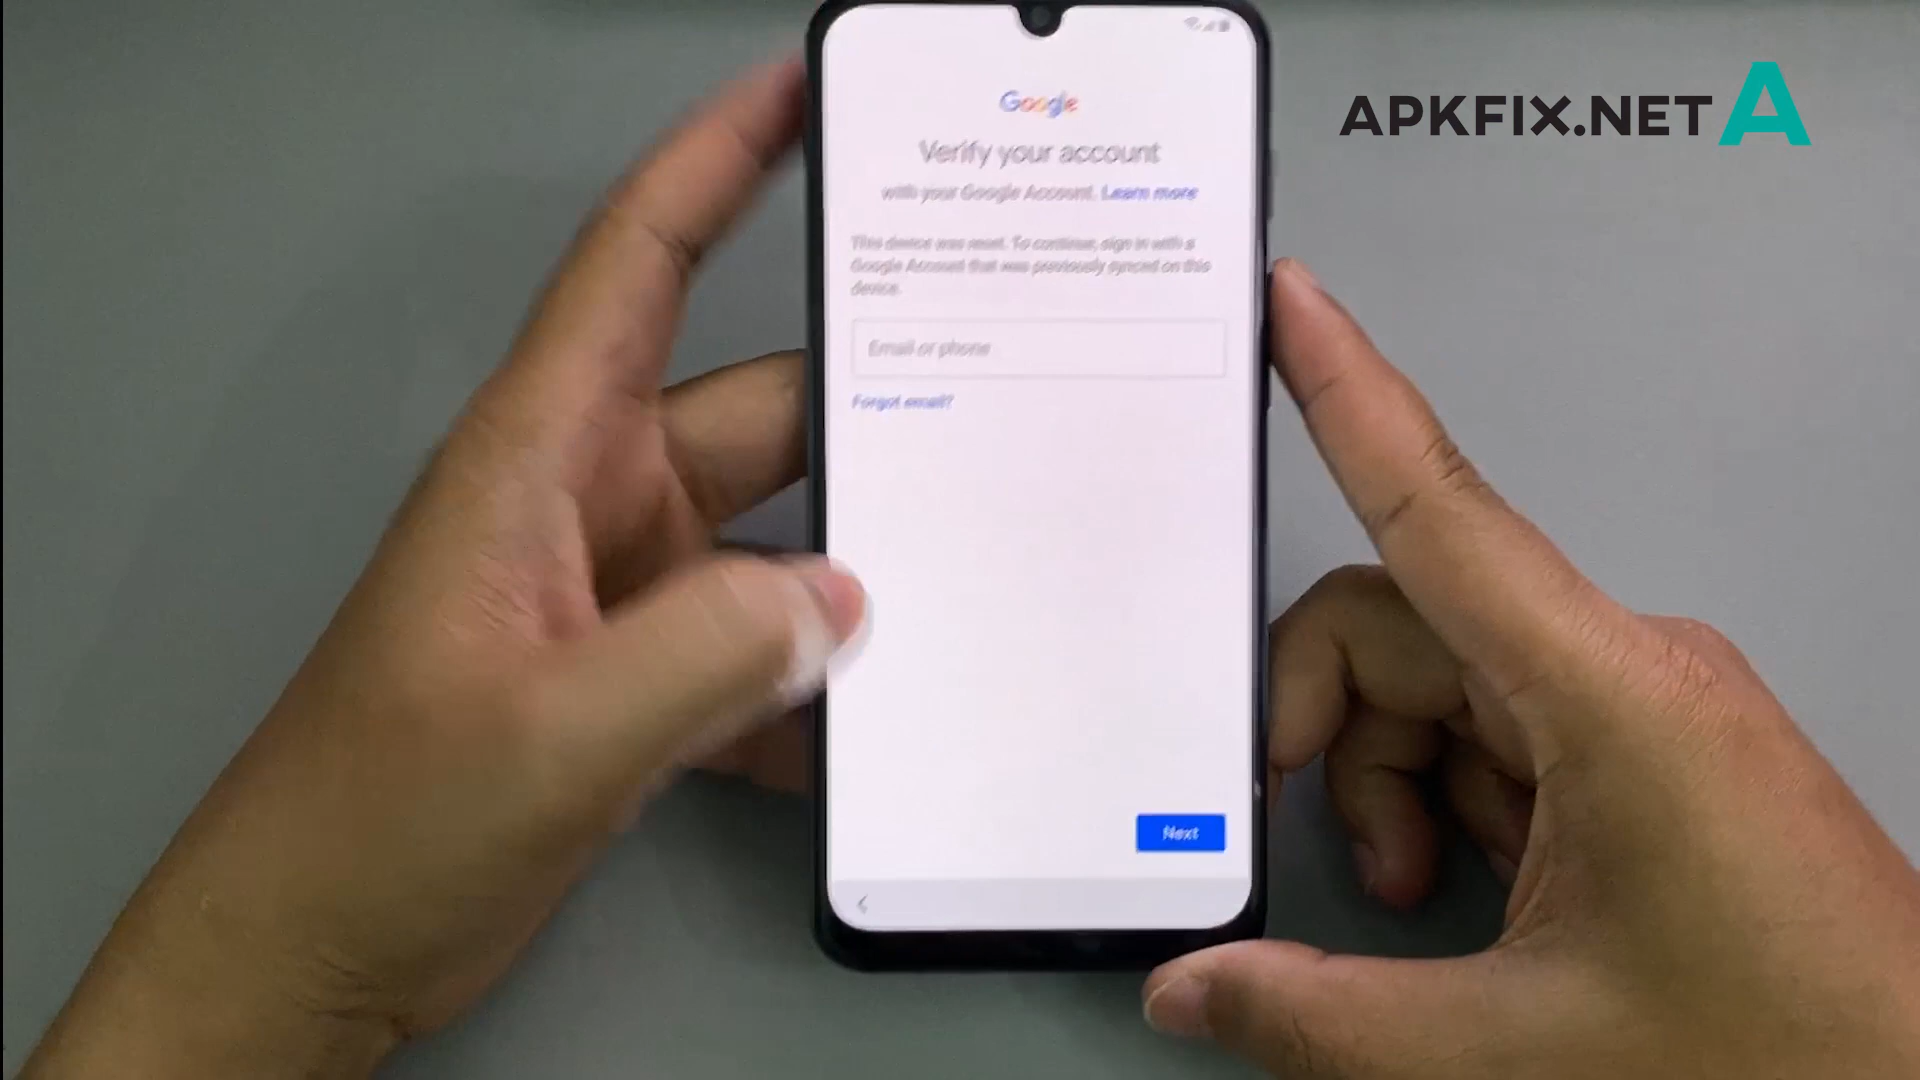 Google
APKFIX.NET A
Verify your account
with your Google Account. Learn more
This device was reset. To continue, sign in with a
Google Account that was previously synced on this
device.
Email or phone
Forgot email?
Next